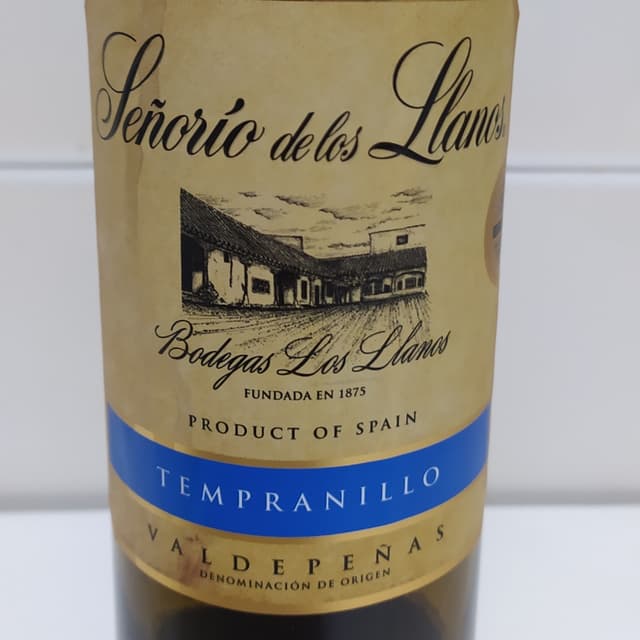 Señorío de los Llanos
Bodegas Los Llanos
FUNDADA EN 1875
PRODUCT OF SPAIN
TEMPRANILLO
VALDEPEÑAS
DENOMINACIÓN DE ORIGEN